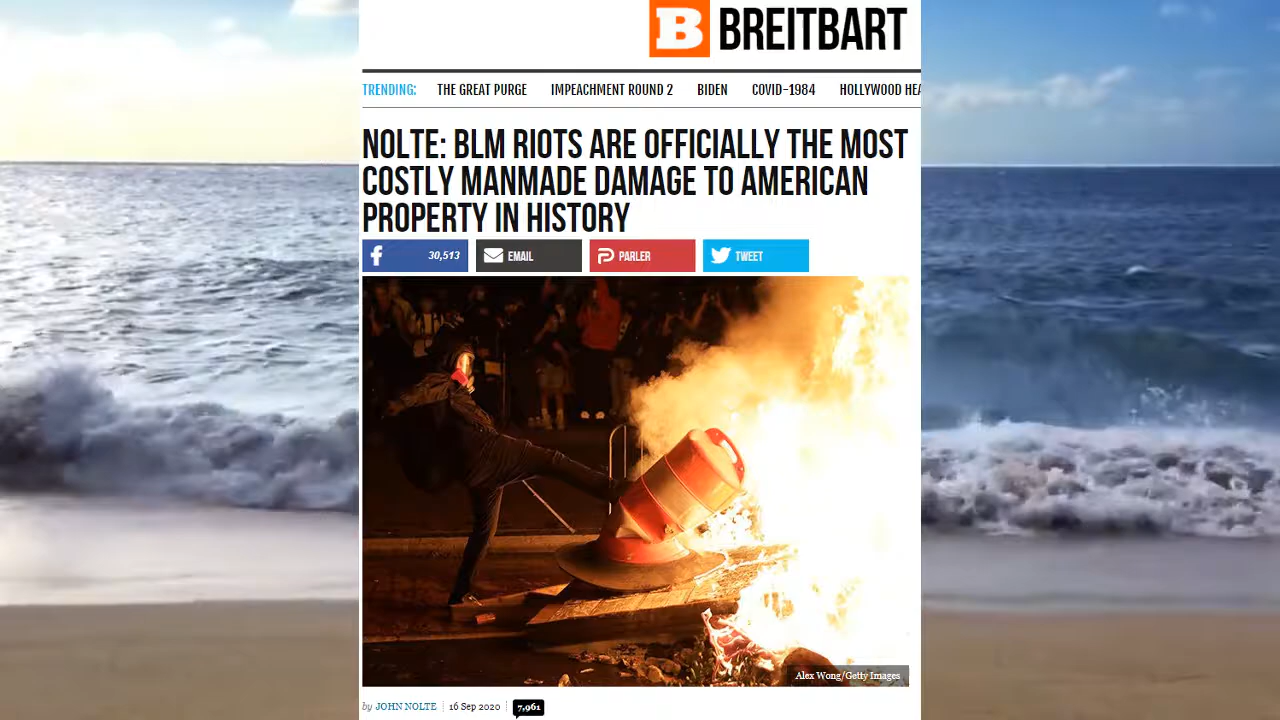 B BREITBART
TRENDING: THE GREAT PURGE IMPEACHMENT ROUND 2 BIDEN COVID-1984 HOLLYWOOD HEA
NOLTE: BLM RIOTS ARE OFFICIALLY THE MOST
COSTLY MANMADE DAMAGE TO AMERICAN
PROPERTY IN HISTORY
f 30,513 EMAIL PARLER TWEET
Alex Wong/Getty Images
by JOHN NOLTE 16 Sep 2020 7,961